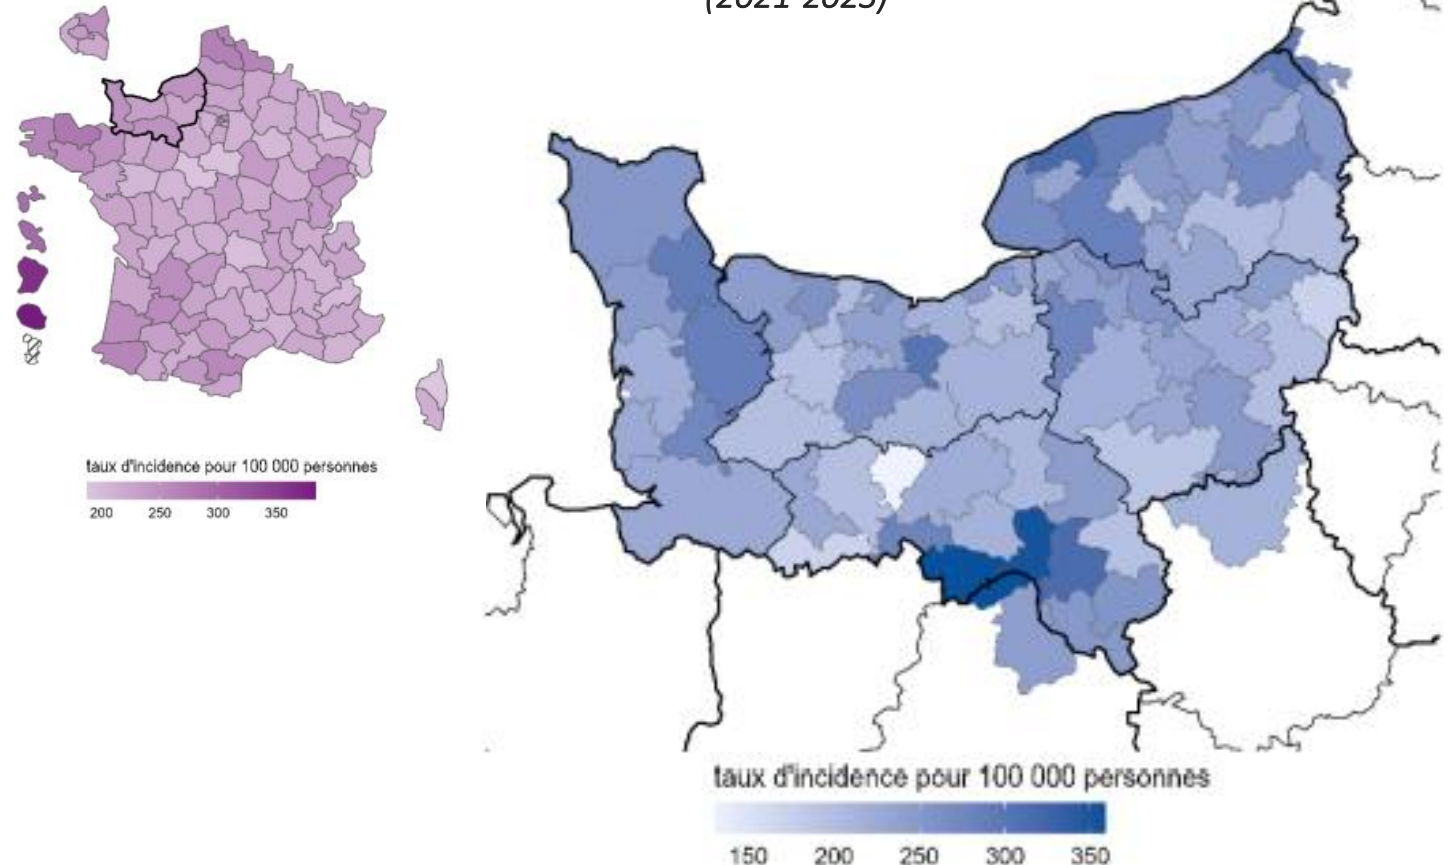 (2021-2023)
taux d'incidence pour 100 000 personnes
200 250 300 350
taux d'incidence pour 100 000 personnes
150 200 250 300 350